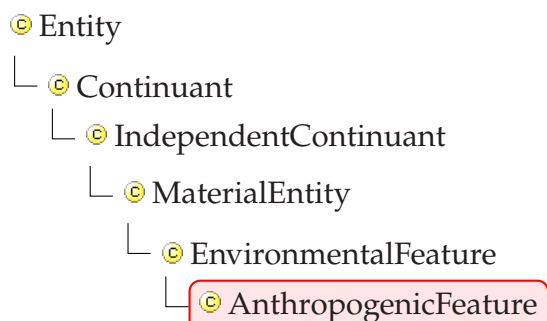 Entity
Continuant
IndependentContinuant
MaterialEntity
EnvironmentalFeature
AnthropogenicFeature